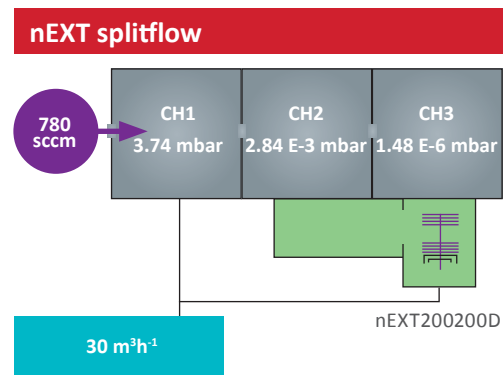 nEXT splitflow
780
sccm
CH1
3.74 mbar
CH2
2.84 E-3 mbar
CH3
1.48 E-6 mbar
nEXT200200D
30 m³h⁻¹